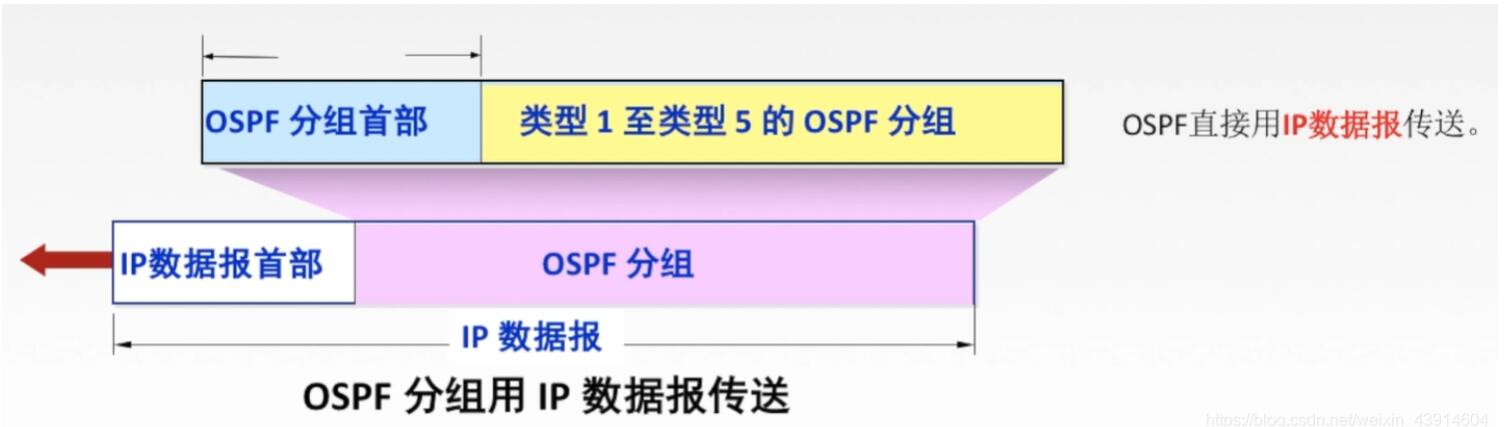 OSPF 分组首部
类型 1 至类型 5 的 OSPF 分组
OSPF直接用IP数据报传送。
IP数据报首部
OSPF 分组
IP 数据报
OSPF 分组用 IP 数据报传送
https://blog.csdn.net/weixin_43914604